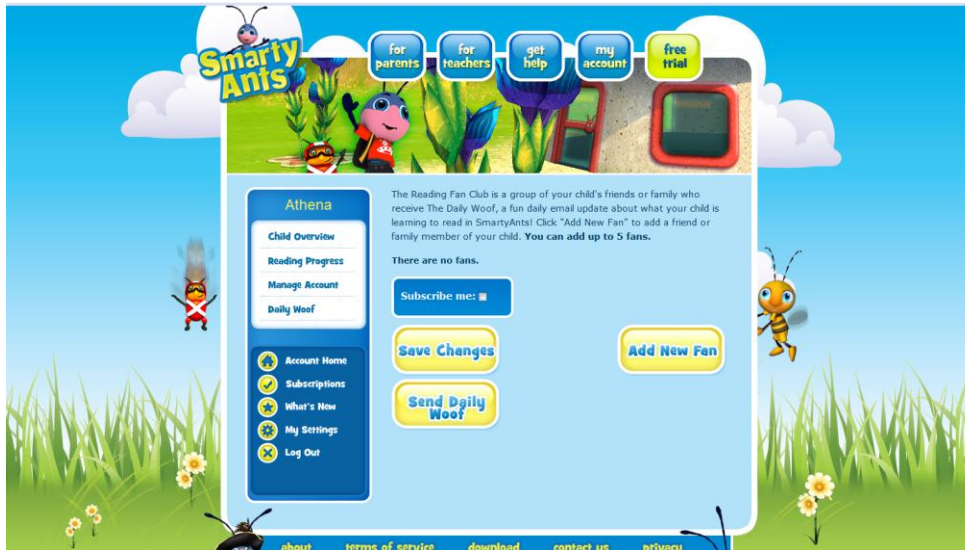 Smarty
Ants
for
parents
for
teachers
get
help
my
account
free
trial
Athena
Child Overview
Reading Progress
Manage Account
Daily Woof
Account Home
Subscriptions
What's New
My Settings
Log Out
The Reading Fan Club is a group of your child's friends or family who
receive The Daily Woof, a fun daily email update about what your child is
learning to read in SmartyAnts! Click "Add New Fan" to add a friend or
family member of your child. You can add up to 5 fans.
There are no fans.
Subscribe me:
Save Changes
Add New Fan
Send Daily
Woof
about terms of service download contact us privacy